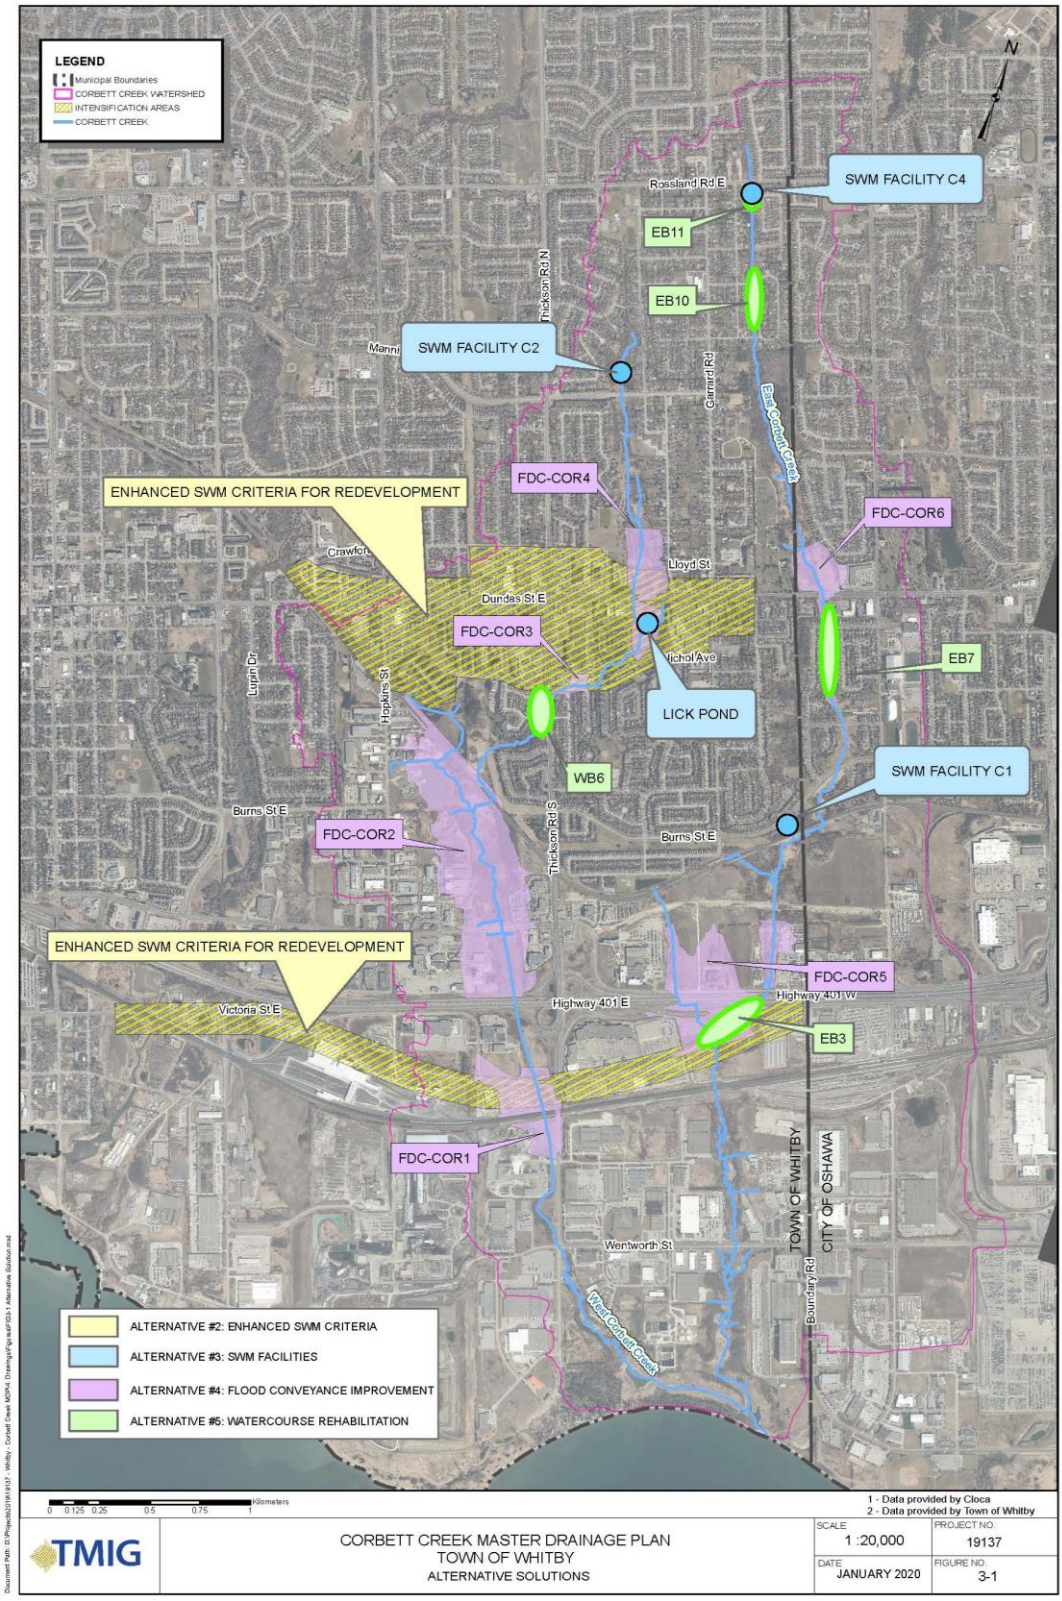 LEGEND
Municipal Boundaries
CORBETT CREEK WATERSHED
INTENSIFICATION AREAS
CORBETT CREEK
N
Rossland Rd E
SWM FACILITY C4
EB11
Thickson Rd N
EB10
Manni
SWM FACILITY C2
Garrard Rd
East Corbett Creek
FDC-COR4
ENHANCED SWM CRITERIA FOR REDEVELOPMENT
FDC-COR6
Crawfor
Lloyd St
Dundas St E
FDC-COR3
Nichol Ave
EB7
Lupin Dr
Hopkins St
LICK POND
WB6
SWM FACILITY C1
Burns St E
FDC-COR2
Thickson Rd S
Burns St E
ENHANCED SWM CRITERIA FOR REDEVELOPMENT
FDC-COR5
Highway 401 E
Highway 401 W
Victoria St E
EB3
FDC-COR1
TOWN OF WHITBY
CITY OF OSHAWA
Wentworth St
Boundary Rd
West Corbett Creek
ALTERNATIVE #2: ENHANCED SWM CRITERIA
ALTERNATIVE #3: SWM FACILITIES
ALTERNATIVE #4: FLOOD CONVEYANCE IMPROVEMENT
ALTERNATIVE #5: WATERCOURSE REHABILITATION
0 0.125 0.25 0.5 0.75 1 Kilometers
1 - Data provided by Cloca
2 - Data provided by Town of Whitby
TMIG
CORBETT CREEK MASTER DRAINAGE PLAN
TOWN OF WHITBY
ALTERNATIVE SOLUTIONS
SCALE
1 :20,000
PROJECT NO.
19137
DATE
JANUARY 2020
FIGURE NO.
3-1